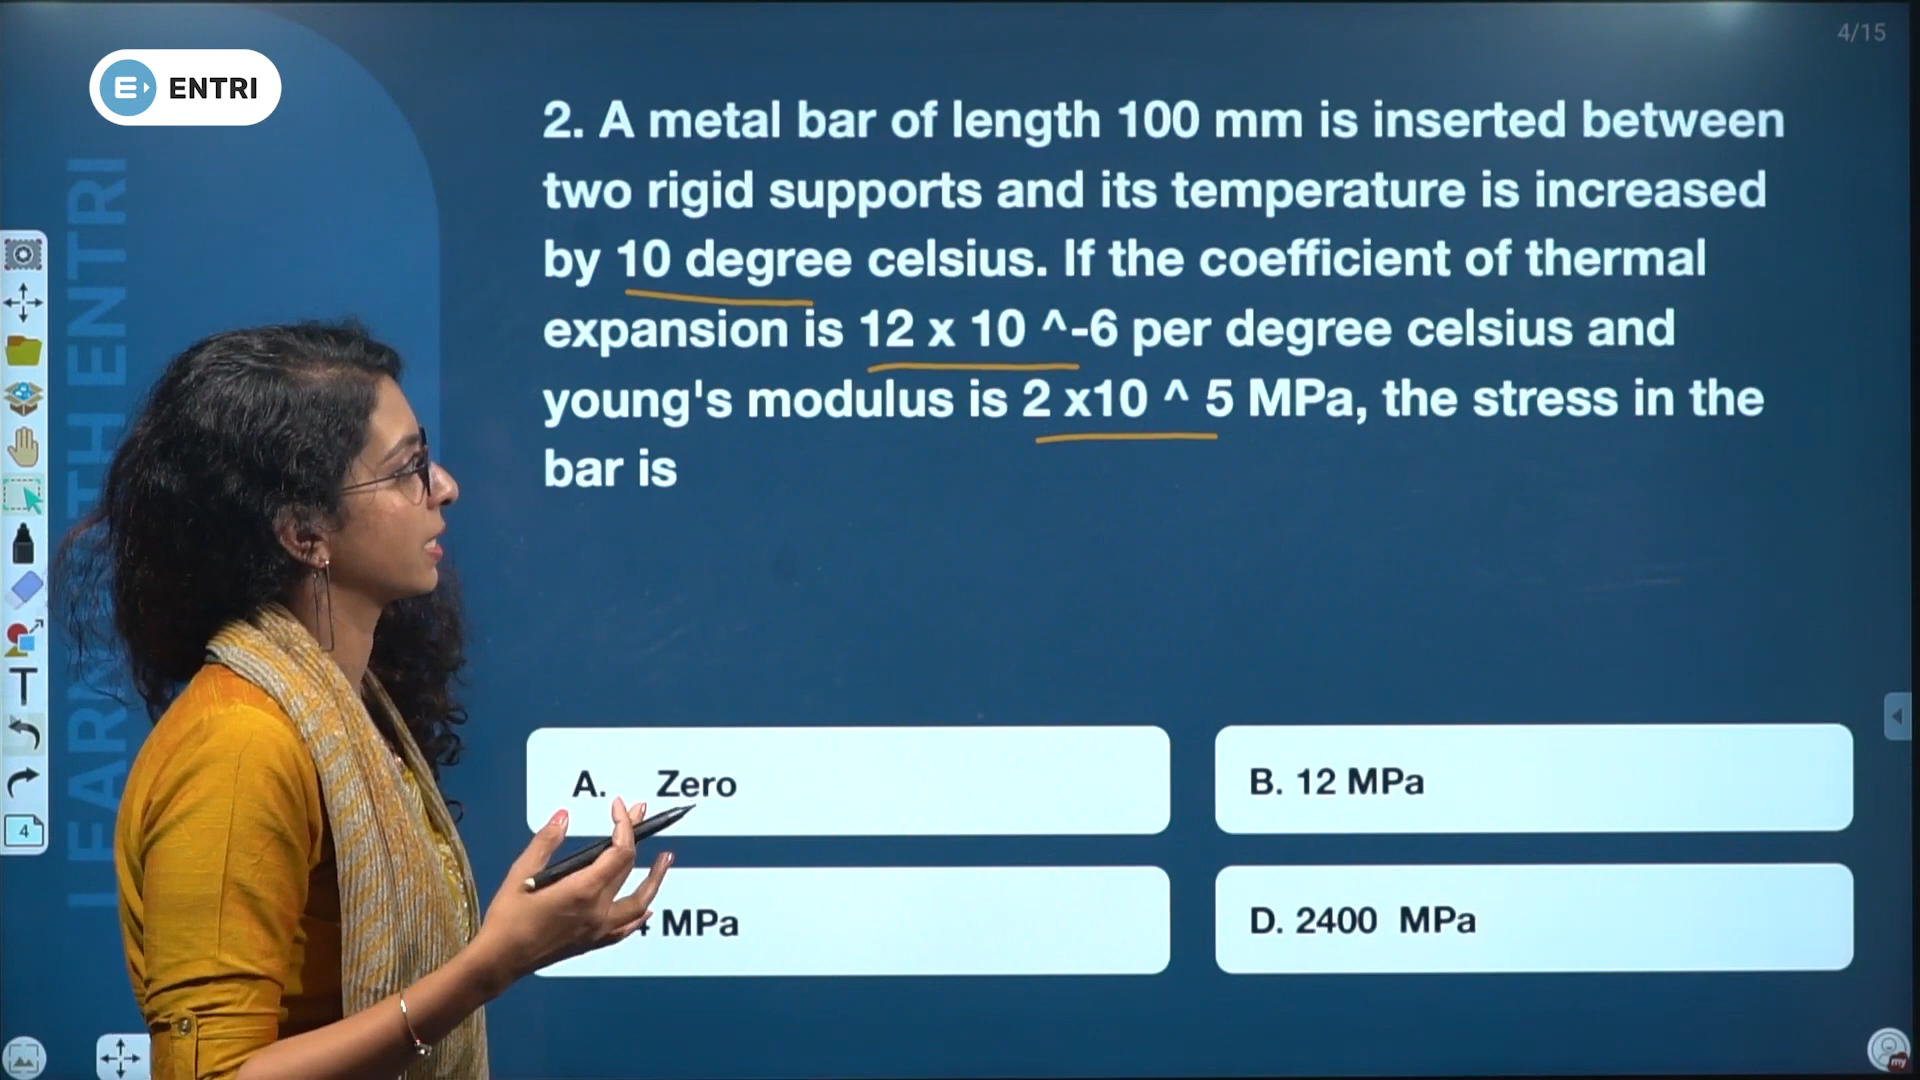 4/15
ENTRI
2. A metal bar of length 100 mm is inserted between
two rigid supports and its temperature is increased
by 10 degree celsius. If the coefficient of thermal
expansion is 12 x 10 ^-6 per degree celsius and
young's modulus is 2 x10 ^ 5 MPa, the stress in the
bar is
A. Zero
B. 12 MPa
MPa
D. 2400 MPa
ENTRI
T
4
my